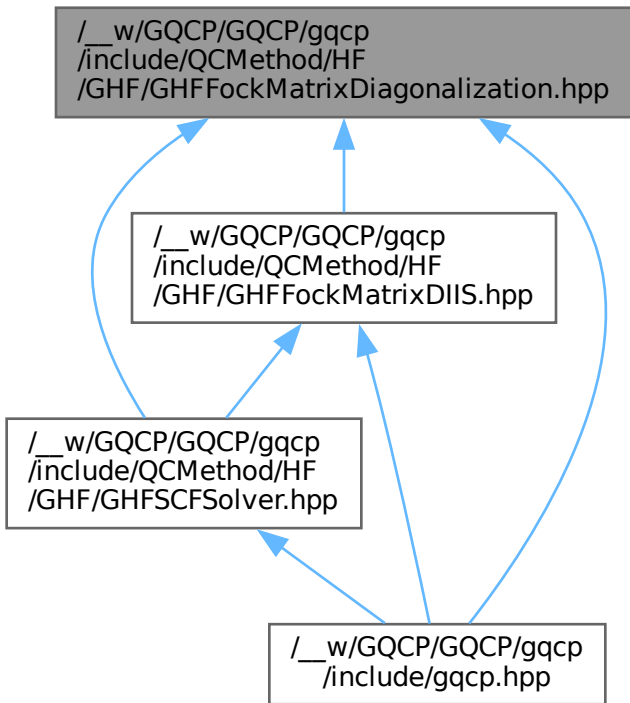 /__w/GQCP/GQCP/gqcp
/include/QCMethod/HF
/GHF/GHFFockMatrixDiagonalization.hpp
/__w/GQCP/GQCP/gqcp
/include/QCMethod/HF
/GHF/GHFFockMatrixDIIS.hpp
/__w/GQCP/GQCP/gqcp
/include/QCMethod/HF
/GHF/GHFSCFSolver.hpp
/__w/GQCP/GQCP/gqcp
/include/gqcp.hpp